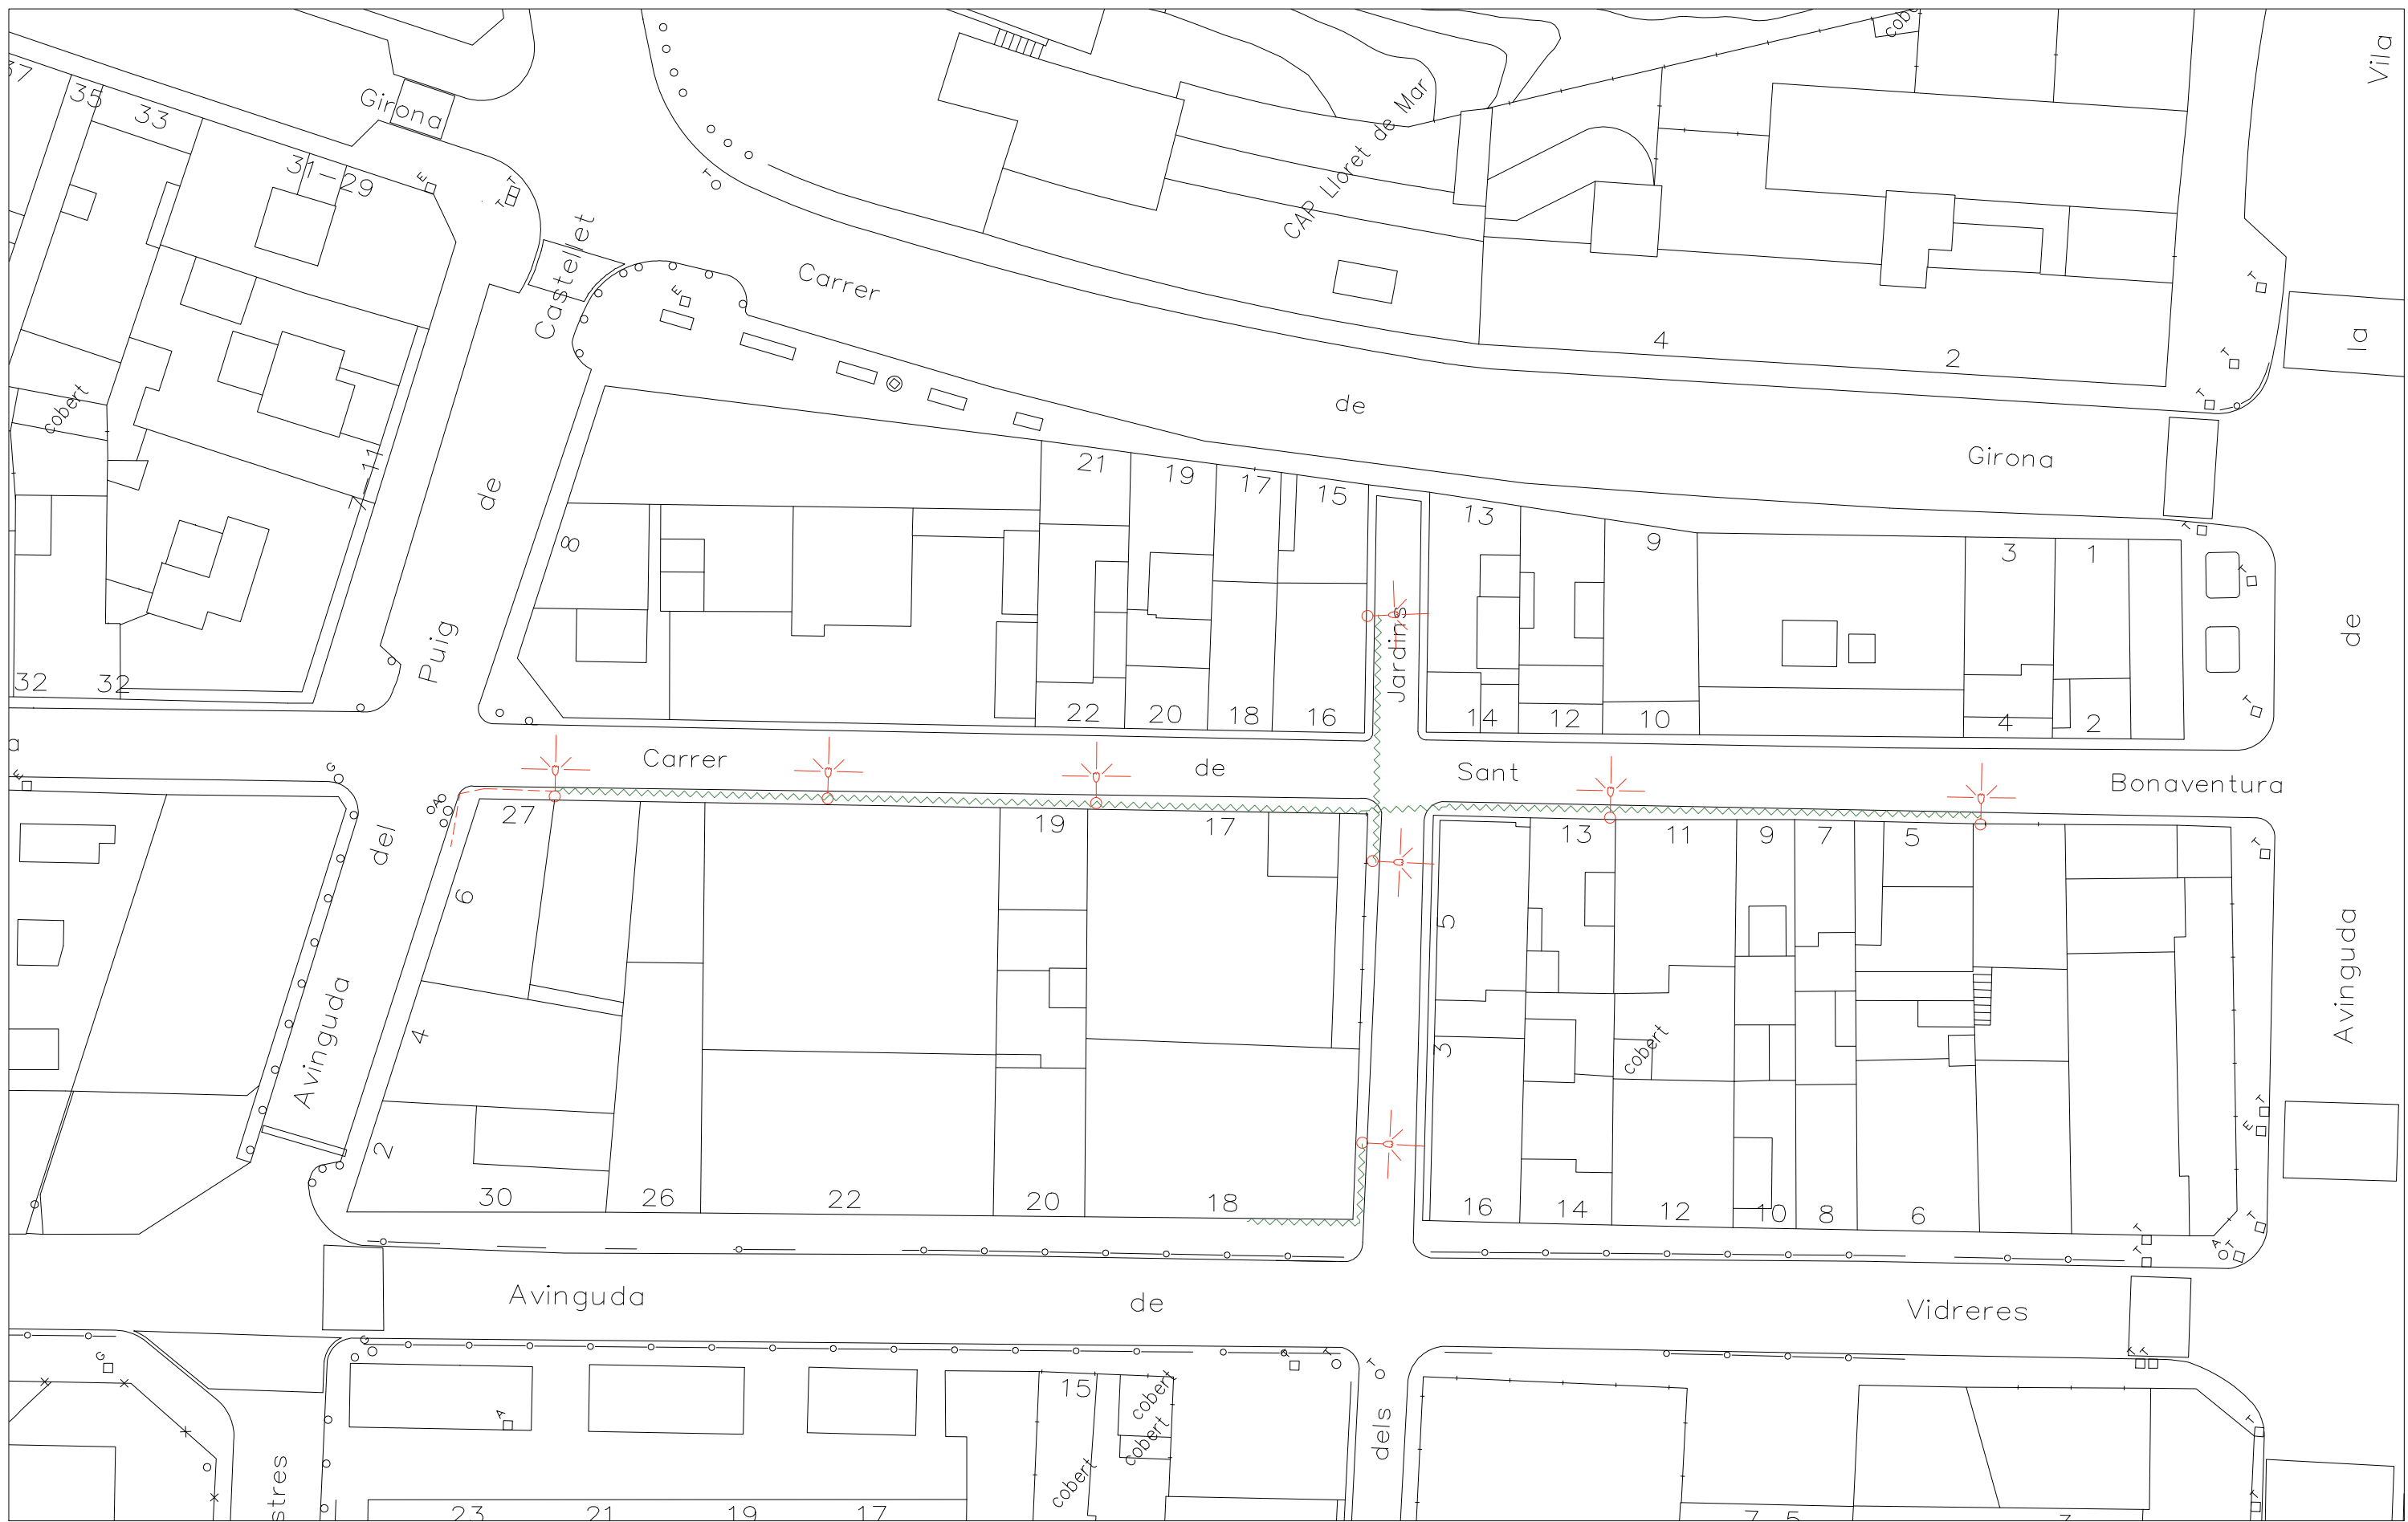 37
35
33
31-29
Girona
E
T
T
T
Castellet
E
CAP Lloret de Mar
Carrer
Vila
la
4
2
T
T
T
cobert
de
de
Girona
7-11
8
21
19
17
15
13
9
3
1
T
T
T
de
Puig
Jardins
32
32
22
20
18
16
14
12
10
4
2
a
E
G
A
Carrer
de
Sant
Bonaventura
27
19
17
13
11
9
7
5
T
del
6
5
Avinguda
4
3
cobert
Avinguda
2
T
E
30
26
22
20
18
16
14
12
10
8
6
T
T
T
A
T
Avinguda
de
Vidreres
G
G
T
T
T
T
15
cobert
cobert
cobert
A
dels
T
T
stres
23
21
19
17
7
5